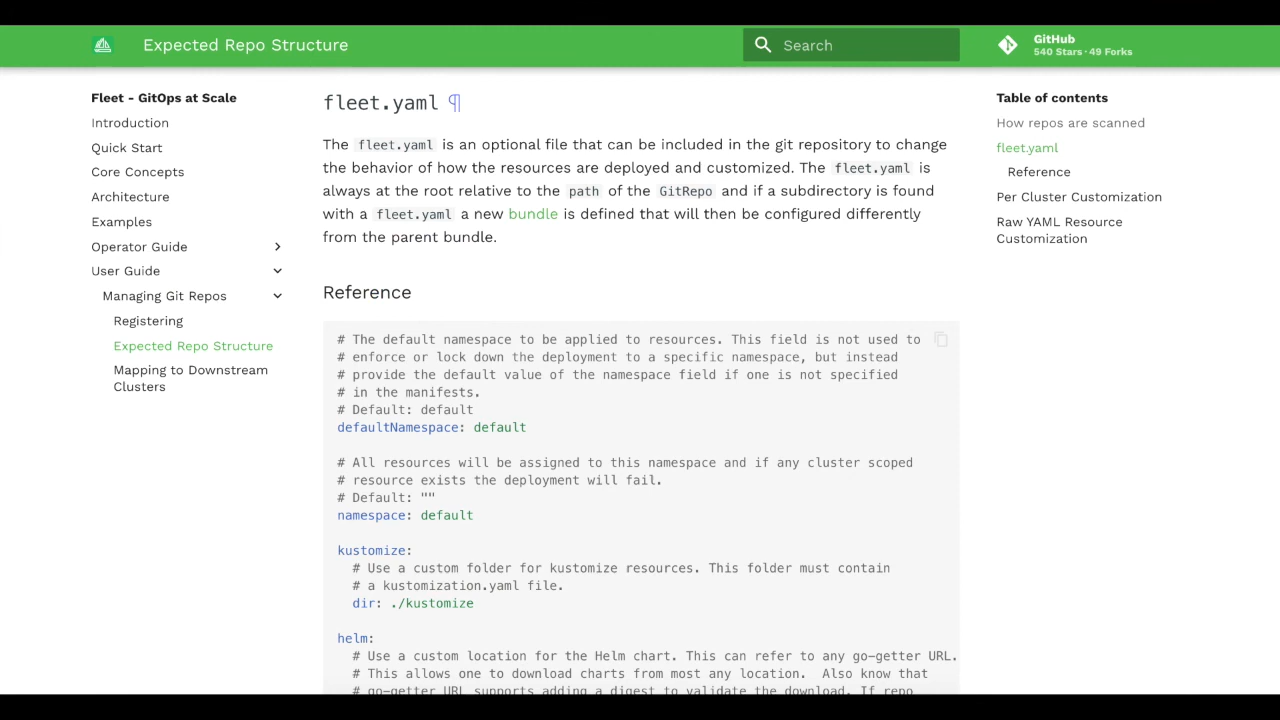 Expected Repo Structure
Search
GitHub
540 Stars · 49 Forks
Fleet - GitOps at Scale
Introduction
Quick Start
Core Concepts
Architecture
Examples
Operator Guide
User Guide
Managing Git Repos
Registering
Expected Repo Structure
Mapping to Downstream
Clusters
fleet.yaml ¶
The fleet.yaml is an optional file that can be included in the git repository to change
the behavior of how the resources are deployed and customized. The fleet.yaml is
always at the root relative to the path of the GitRepo and if a subdirectory is found
with a fleet.yaml a new bundle is defined that will then be configured differently
from the parent bundle.
Reference
# The default namespace to be applied to resources. This field is not used to
# enforce or lock down the deployment to a specific namespace, but instead
# provide the default value of the namespace field if one is not specified
# in the manifests.
# Default: default
defaultNamespace: default
# All resources will be assigned to this namespace and if any cluster scoped
# resource exists the deployment will fail.
# Default: ""
namespace: default
kustomize:
# Use a custom folder for kustomize resources. This folder must contain
# a kustomization.yaml file.
dir: ./kustomize
helm:
# Use a custom location for the Helm chart. This can refer to any go-getter URL.
# This allows one to download charts from most any location. Also know that
# go-getter URL supports adding a digest to validate the download. If repo
Table of contents
How repos are scanned
fleet.yaml
Reference
Per Cluster Customization
Raw YAML Resource
Customization